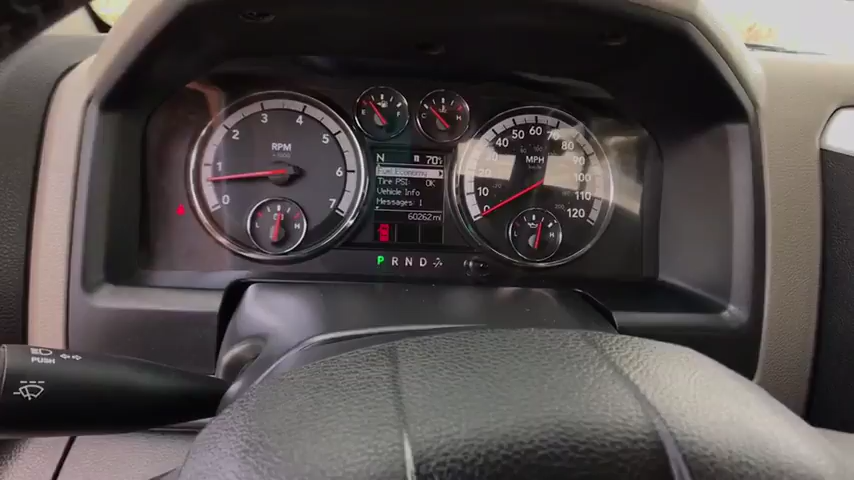 0 1 2 3 4 5 6 7
RPM
E F
C H
L H
N 70°
Fuel Economy
Tire PSI: OK
Vehicle Info
Messages: 1
60262 mi
0 10 20 30 40 50 60 70 80 90 100 110 120
MPH
L H
P R N D
PUSH